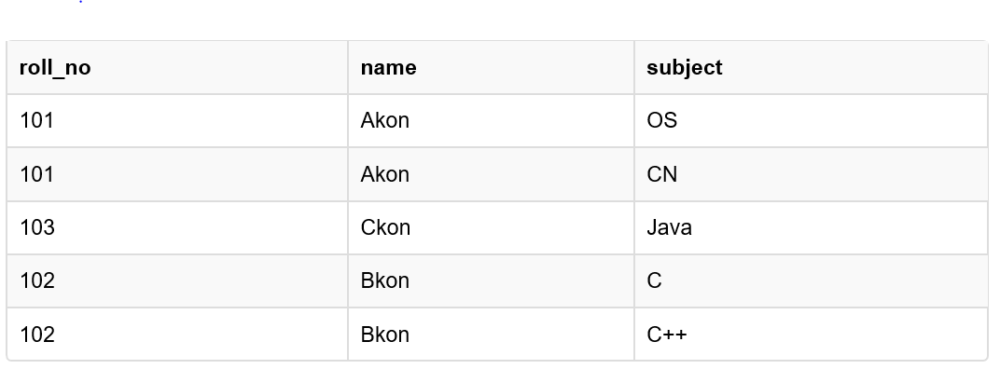 roll_no name subject
101 Akon OS
101 Akon CN
103 Ckon Java
102 Bkon C
102 Bkon C++